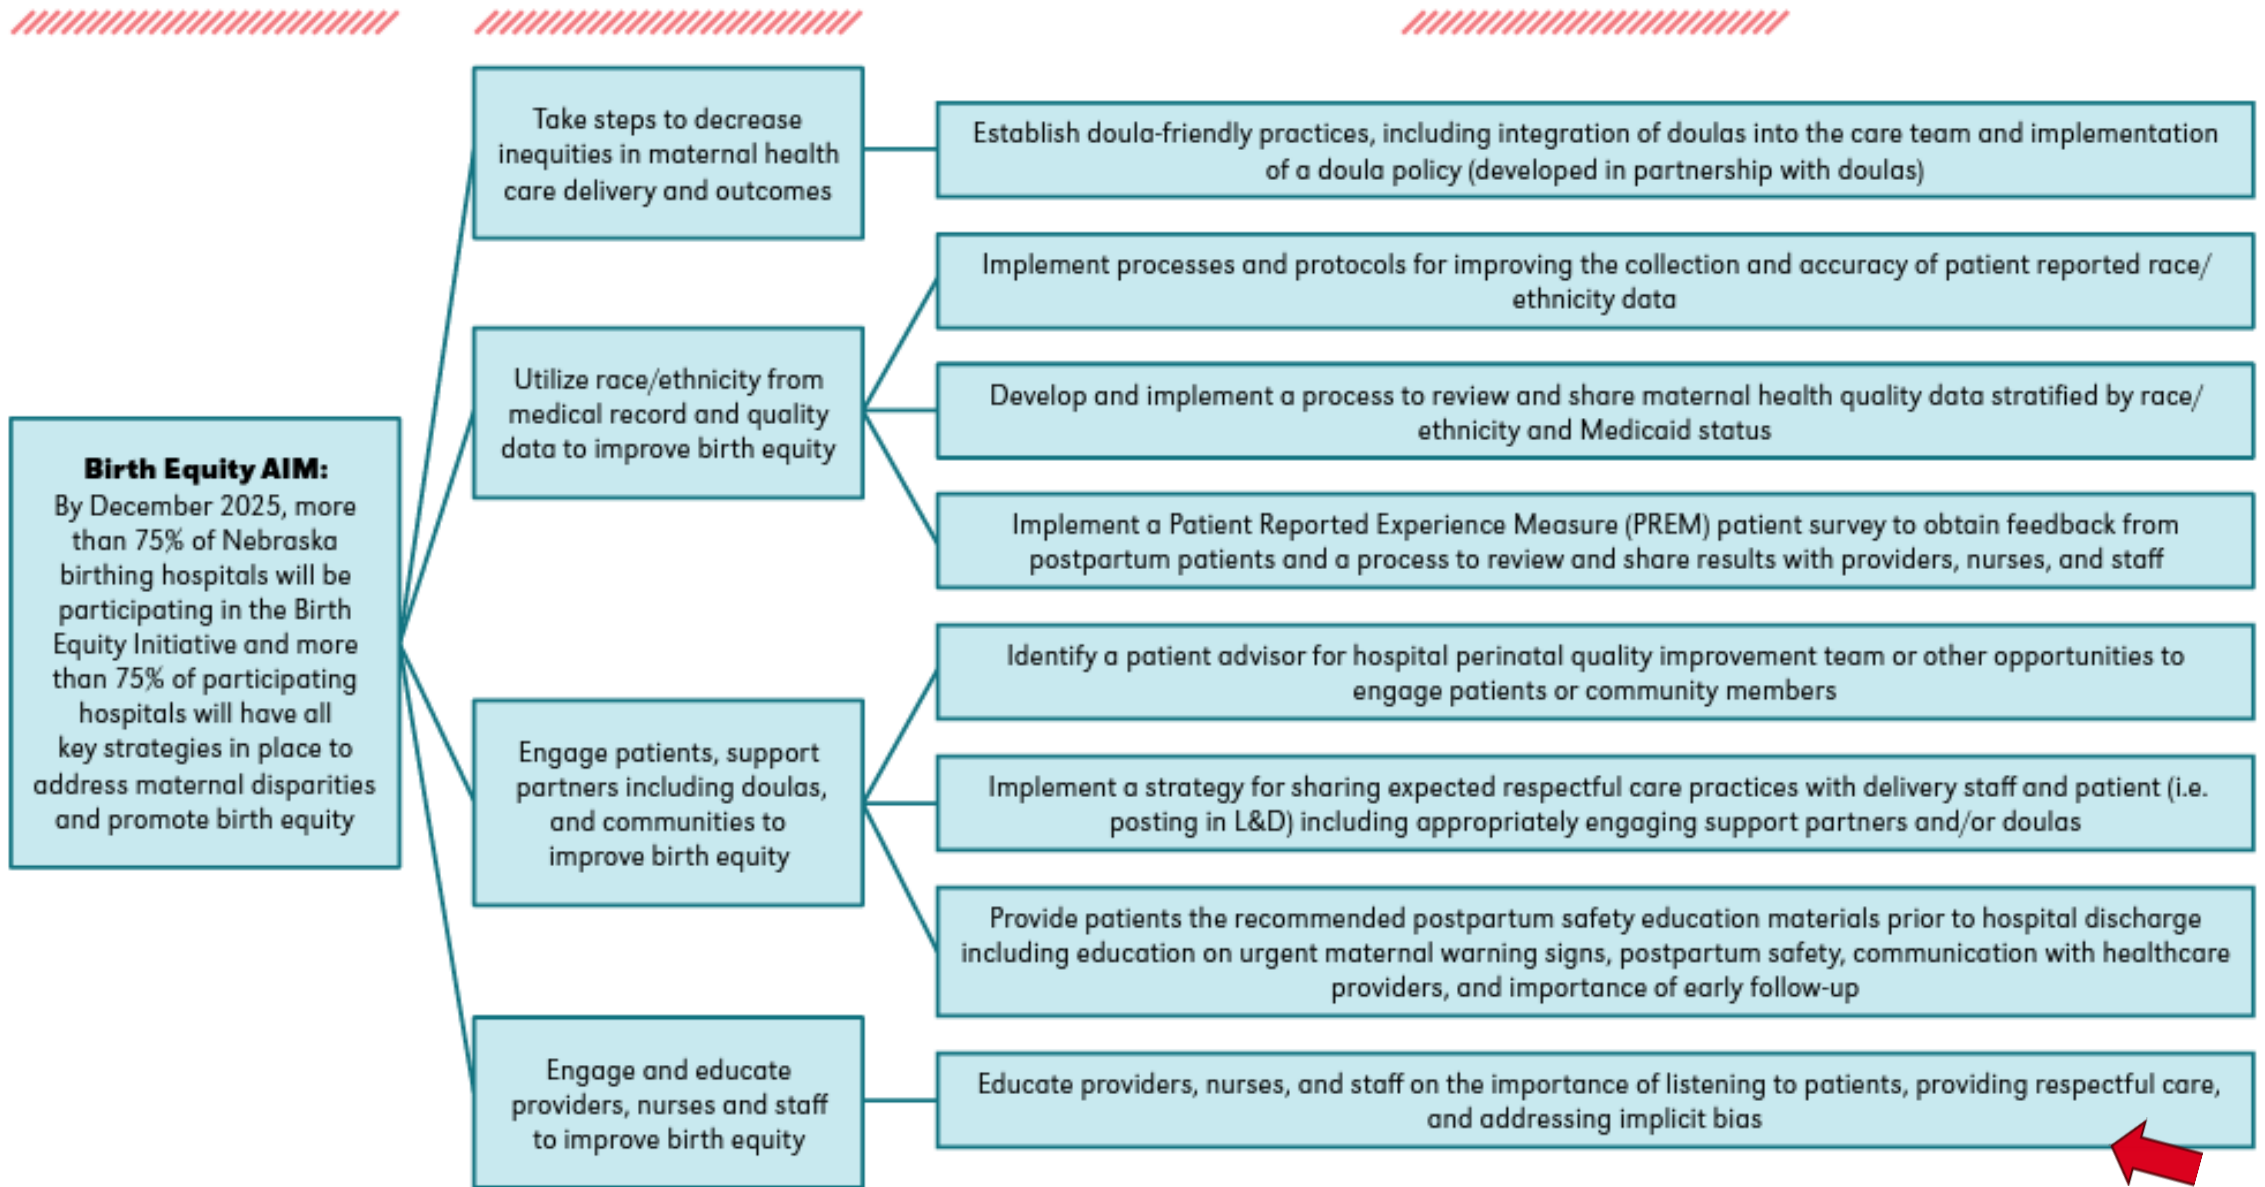 Birth Equity AIM:
By December 2025, more
than 75% of Nebraska
birthing hospitals will be
participating in the Birth
Equity Initiative and more
than 75% of participating
hospitals will have all
key strategies in place to
address maternal disparities
and promote birth equity
Take steps to decrease
inequities in maternal health
care delivery and outcomes
Establish doula-friendly practices, including integration of doulas into the care team and implementation
of a doula policy (developed in partnership with doulas)
Utilize race/ethnicity from
medical record and quality
data to improve birth equity
Implement processes and protocols for improving the collection and accuracy of patient reported race/
ethnicity data
Develop and implement a process to review and share maternal health quality data stratified by race/
ethnicity and Medicaid status
Implement a Patient Reported Experience Measure (PREM) patient survey to obtain feedback from
postpartum patients and a process to review and share results with providers, nurses, and staff
Engage patients, support
partners including doulas,
and communities to
improve birth equity
Identify a patient advisor for hospital perinatal quality improvement team or other opportunities to
engage patients or community members
Implement a strategy for sharing expected respectful care practices with delivery staff and patient (i.e.
posting in L&D) including appropriately engaging support partners and/or doulas
Provide patients the recommended postpartum safety education materials prior to hospital discharge
including education on urgent maternal warning signs, postpartum safety, communication with healthcare
providers, and importance of early follow-up
Engage and educate
providers, nurses and staff
to improve birth equity
Educate providers, nurses, and staff on the importance of listening to patients, providing respectful care,
and addressing implicit bias